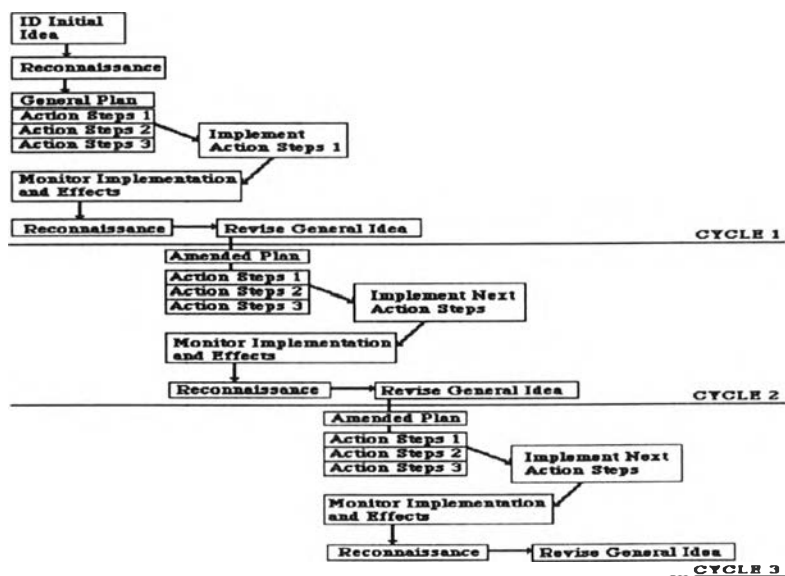 ID Initial
Idea
Reconnaissance
General Plan
Action Steps 1
Action Steps 2
Action Steps 3
Implement
Action Steps 1
Monitor Implementation
and Effects
Reconnaissance
Revise General Idea
CYCLE 1
Amended Plan
Action Steps 1
Action Steps 2
Action Steps 3
Implement Next
Action Steps
Monitor Implementation
and Effects
Reconnaissance
Revise General Idea
CYCLE 2
Amended Plan
Action Steps 1
Action Steps 2
Action Steps 3
Implement Next
Action Steps
Monitor Implementation
and Effects
Reconnaissance
Revise General Idea
CYCLE 3